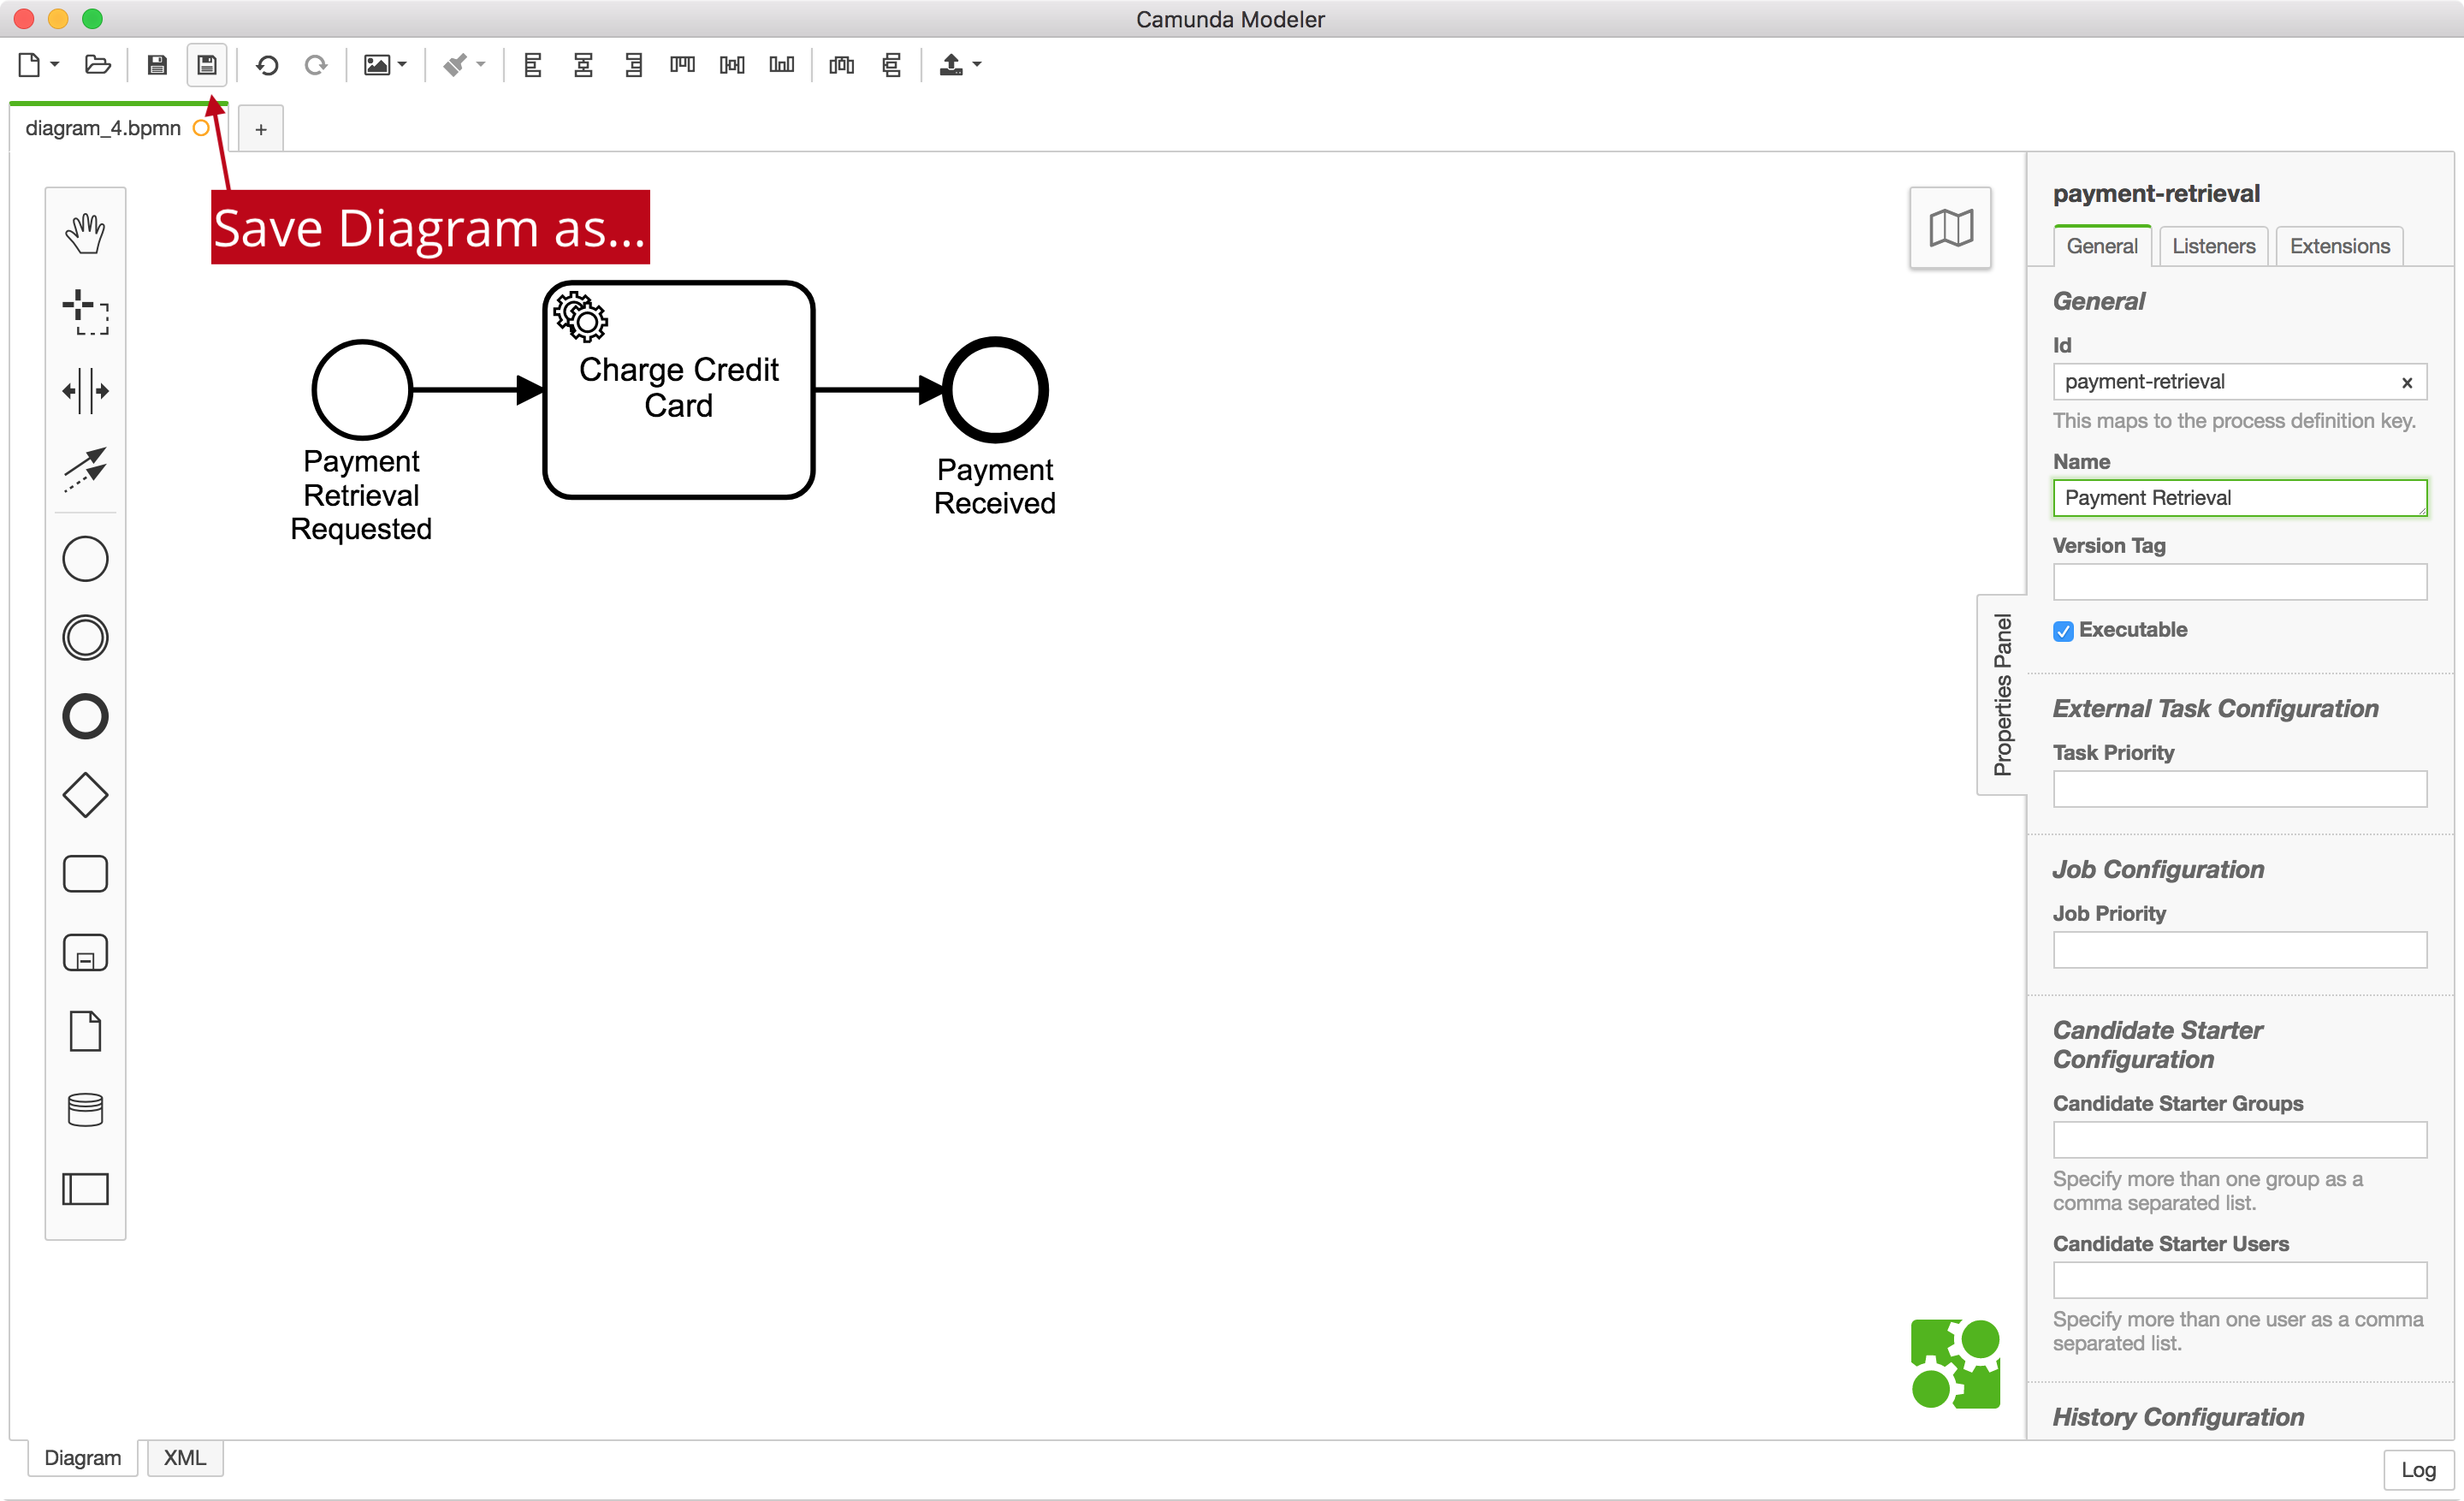 Camunda Modeler
diagram_4.bpmn
+
Save Diagram as...
Charge Credit
Card
Payment
Retrieval
Requested
Payment
Received
Properties Panel
payment-retrieval
General
Listeners
Extensions
General
Id
payment-retrieval
This maps to the process definition key.
Name
Payment Retrieval
Version Tag
Executable
External Task Configuration
Task Priority
Job Configuration
Job Priority
Candidate Starter
Configuration
Candidate Starter Groups
Specify more than one group as a
comma separated list.
Candidate Starter Users
Specify more than one user as a comma
separated list.
History Configuration
Diagram
XML
Log